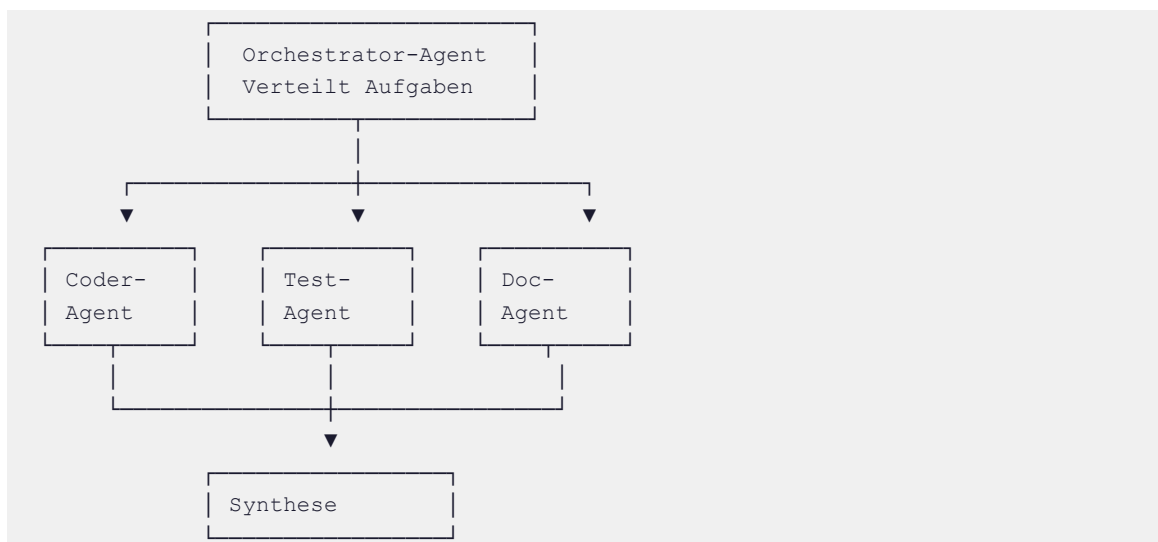 Orchestrator-Agent
Verteilt Aufgaben
Coder- Test- Doc-
Agent Agent Agent
Synthese